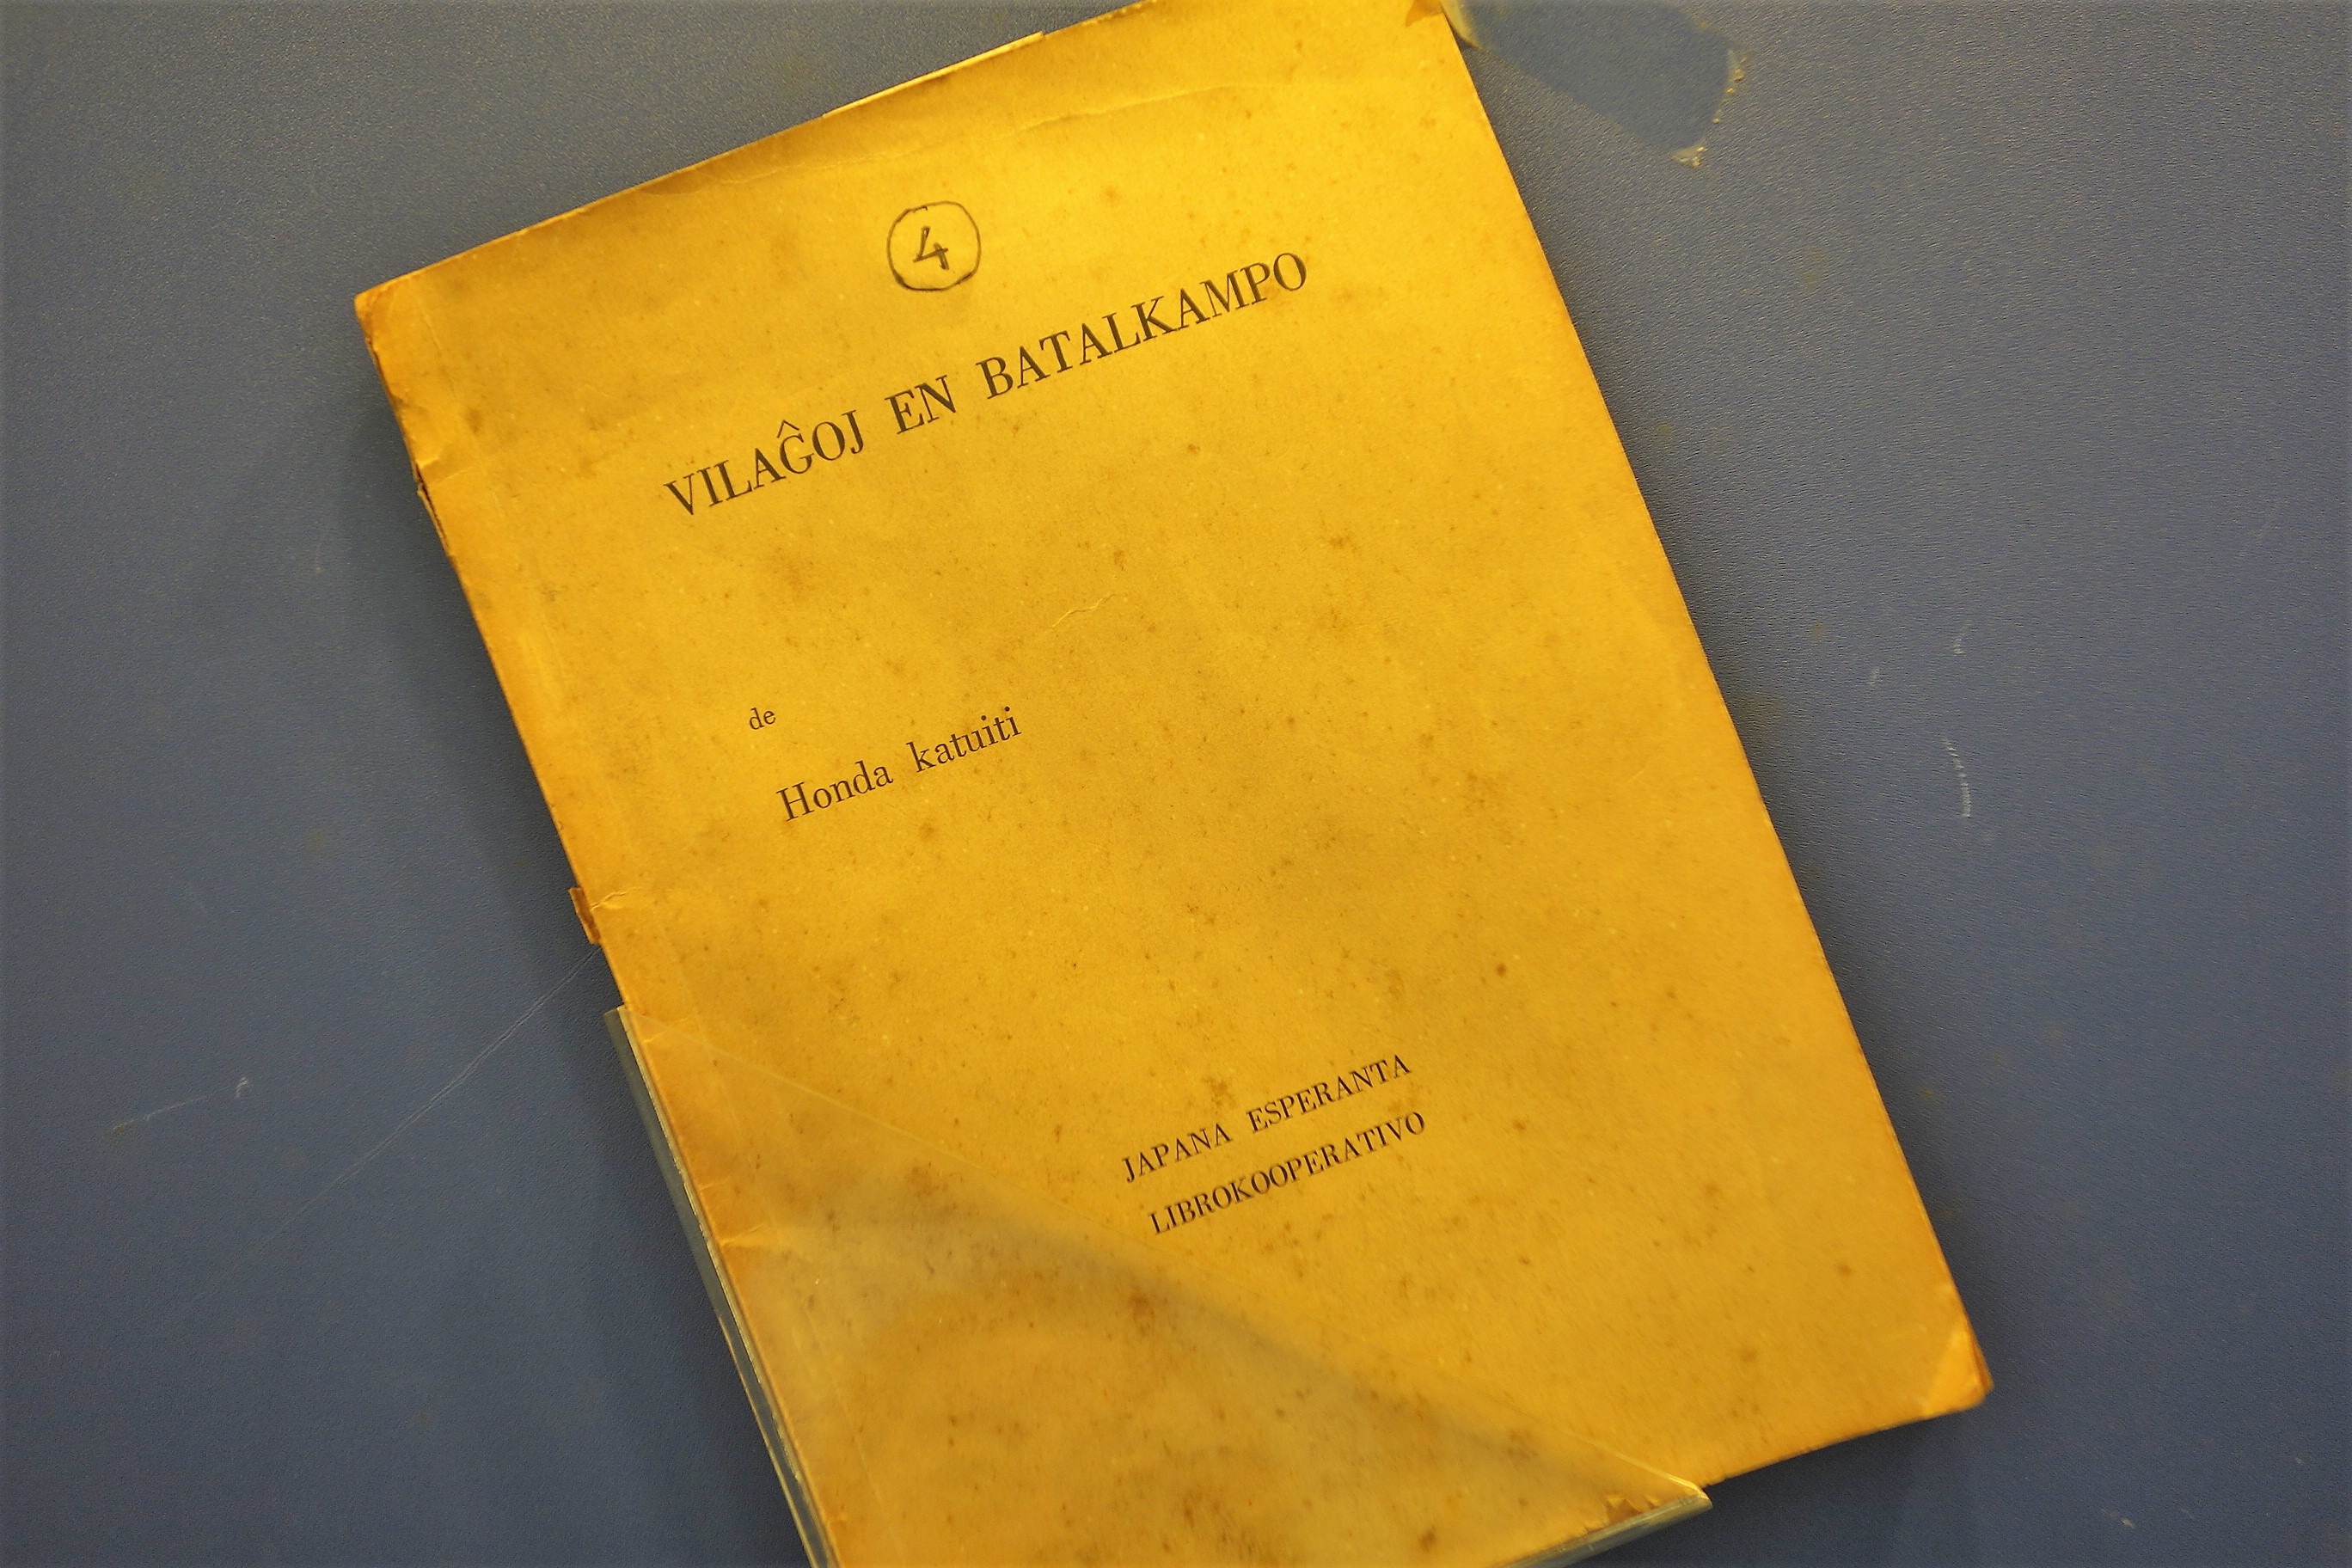 4
VILAĜOJ EN BATALKAMPO
de
Honda katuiti
JAPANA ESPERANTA
LIBROKOOPERATIVO